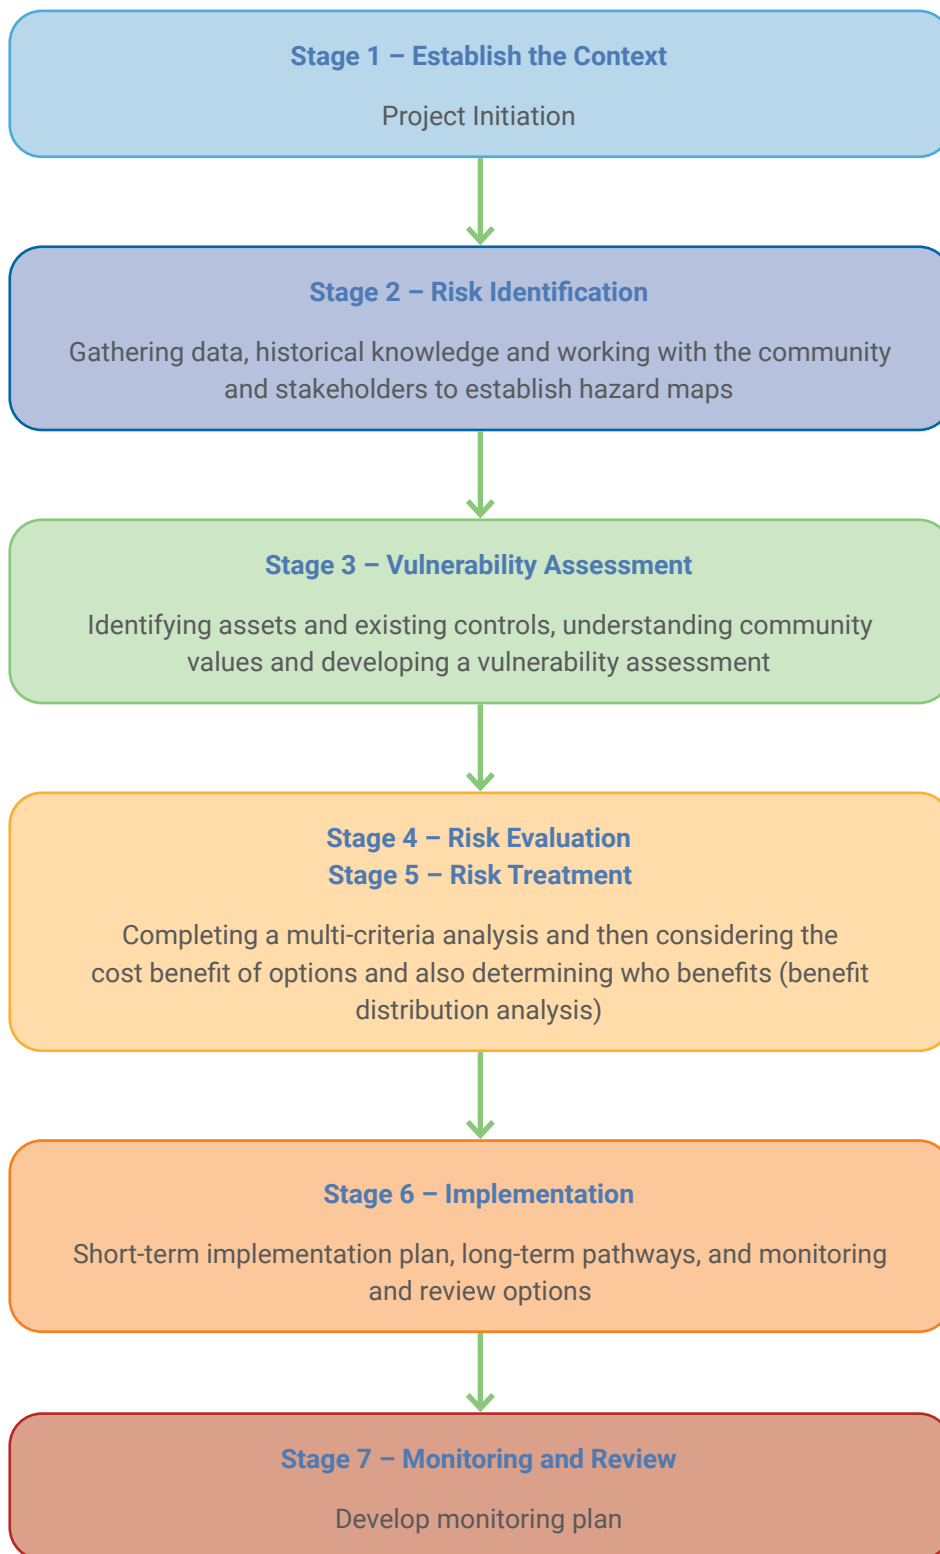 Stage 1 – Establish the Context
Project Initiation
Stage 2 – Risk Identification
Gathering data, historical knowledge and working with the community
and stakeholders to establish hazard maps
Stage 3 – Vulnerability Assessment
Identifying assets and existing controls, understanding community
values and developing a vulnerability assessment
Stage 4 – Risk Evaluation
Stage 5 – Risk Treatment
Completing a multi-criteria analysis and then considering the
cost benefit of options and also determining who benefits (benefit
distribution analysis)
Stage 6 – Implementation
Short-term implementation plan, long-term pathways, and monitoring
and review options
Stage 7 – Monitoring and Review
Develop monitoring plan